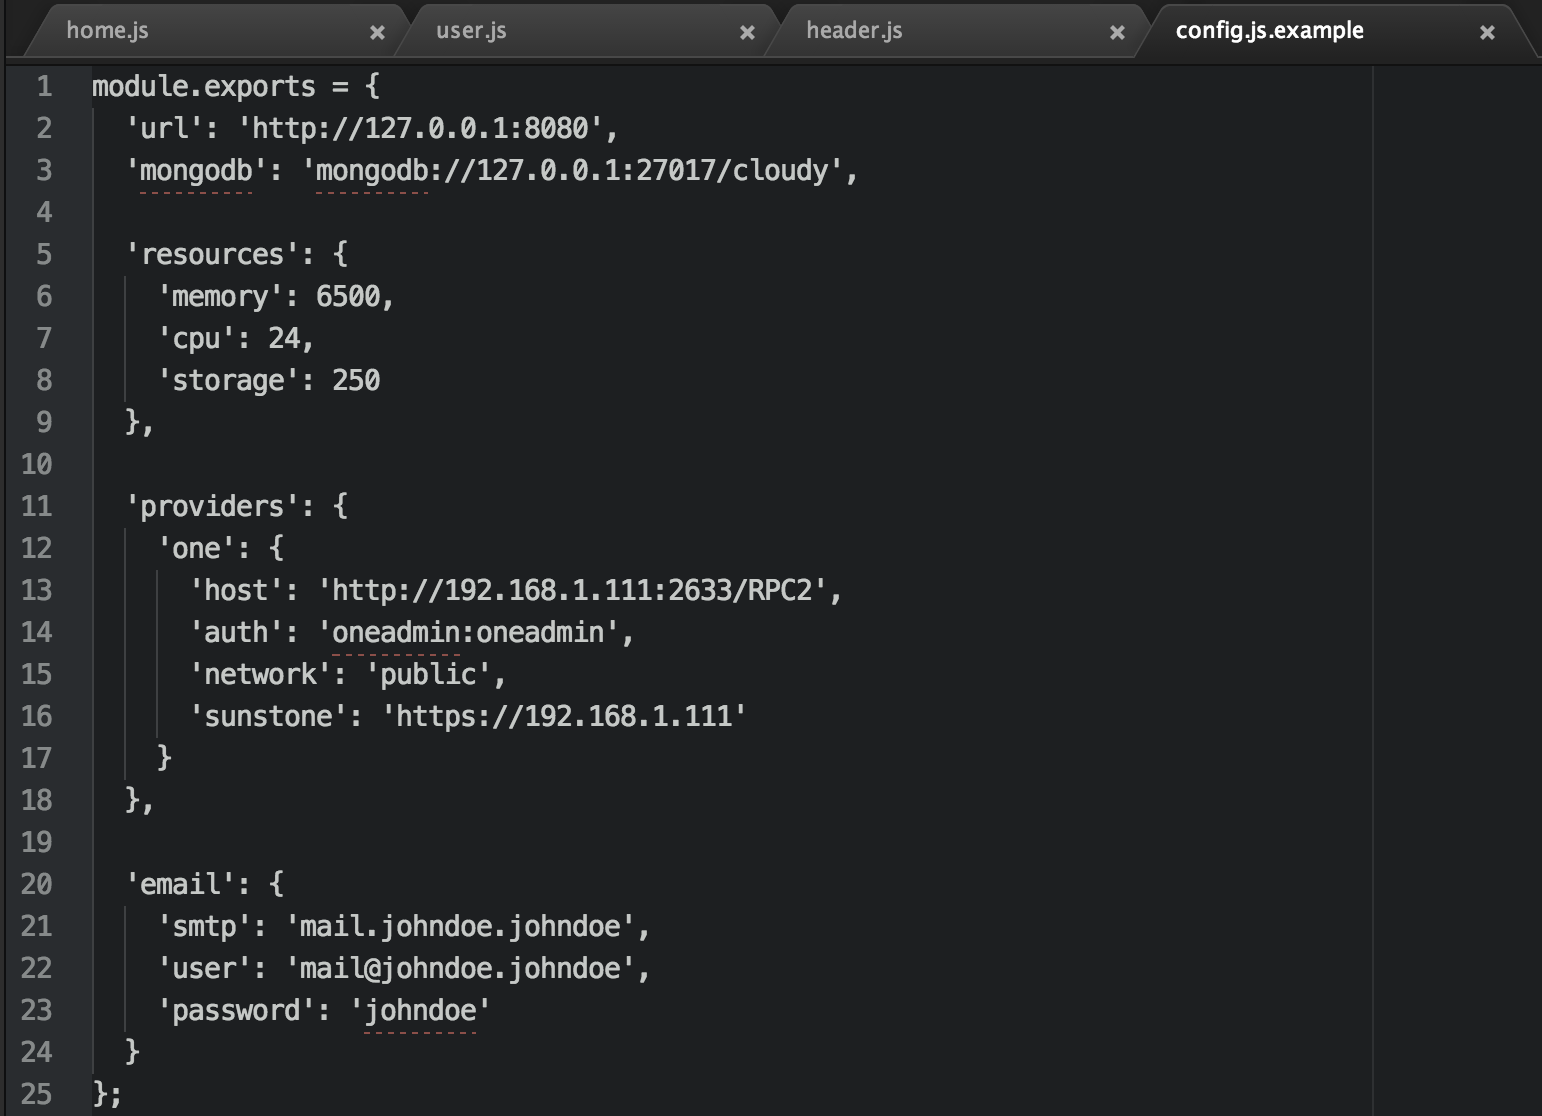 home.js × user.js × header.js × config.js.example ×
1 module.exports = {
2   'url': 'http://127.0.0.1:8080',
3   'mongodb': 'mongodb://127.0.0.1:27017/cloudy',
4
5   'resources': {
6     'memory': 6500,
7     'cpu': 24,
8     'storage': 250
9   },
10
11   'providers': {
12     'one': {
13       'host': 'http://192.168.1.111:2633/RPC2',
14       'auth': 'oneadmin:oneadmin',
15       'network': 'public',
16       'sunstone': 'https://192.168.1.111'
17     }
18   },
19
20   'email': {
21     'smtp': 'mail.johndoe.johndoe',
22     'user': 'mail@johndoe.johndoe',
23     'password': 'johndoe'
24   }
25 };